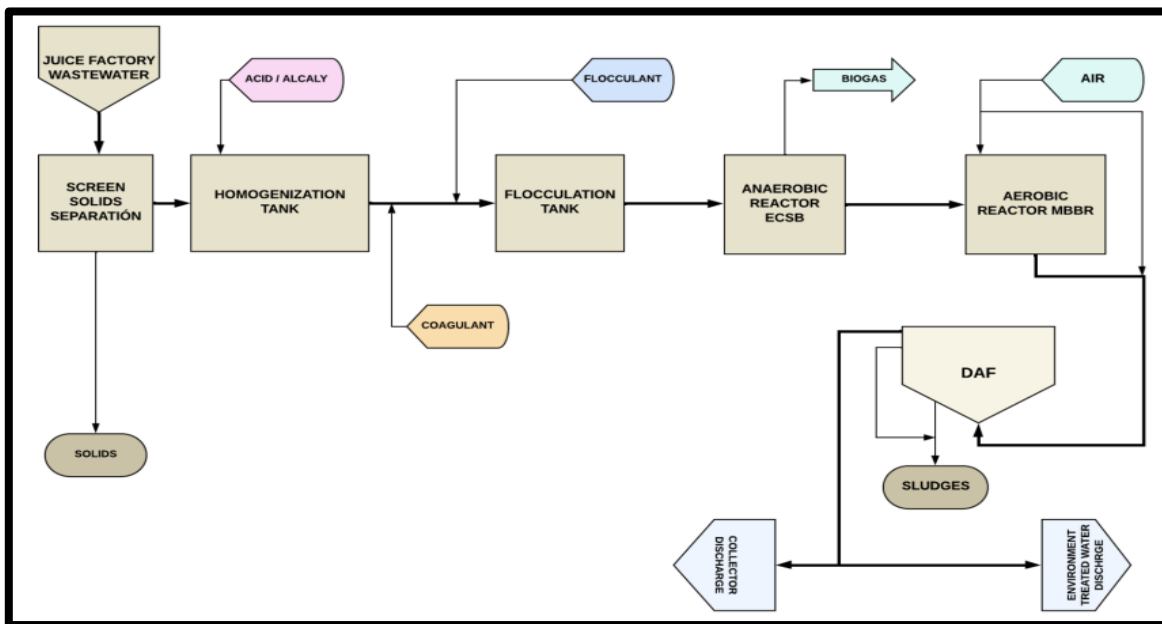 JUICE FACTORY
WASTEWATER
ACID / ALCALY
FLOCCULANT
BIOGAS
AIR
SCREEN
SOLIDS
SEPARATIÓN
HOMOGENIZATION
TANK
FLOCCULATION
TANK
ANAEROBIC
REACTOR
ECSB
AEROBIC
REACTOR MBBR
COAGULANT
DAF
SOLIDS
SLUDGES
COLLECTOR
DISCHARGE
ENVIRONMENT
TREATED WATER
DISCHRGE